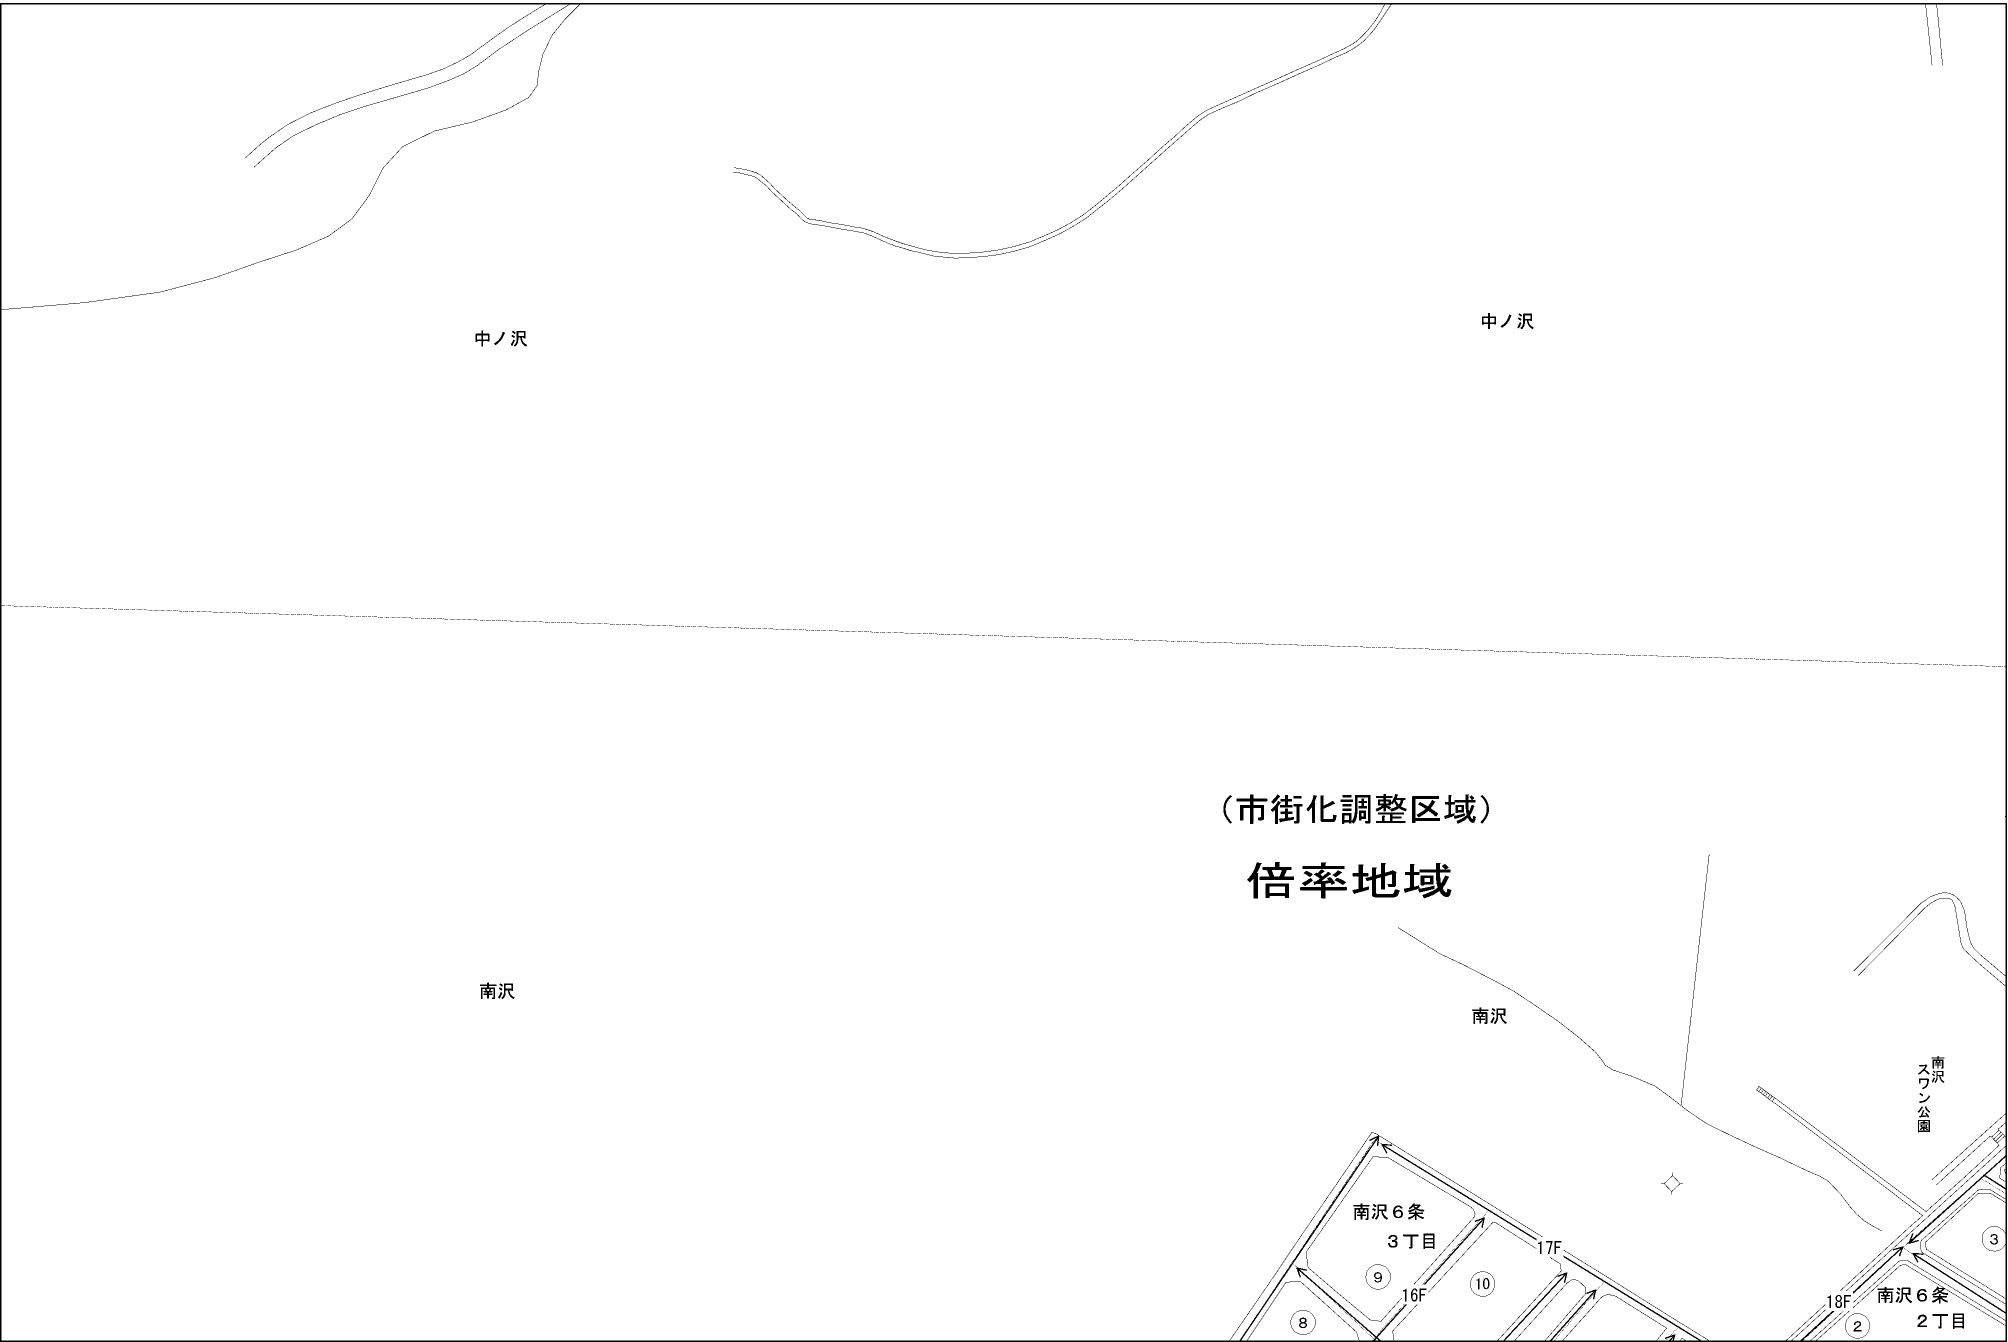 中ノ沢
中ノ沢
（市街化調整区域）
倍率地域
南沢
南沢
南沢
スワン公園
南沢６条
３丁目
17F
3
9
10
16F
18F
南沢６条
２丁目
8
2